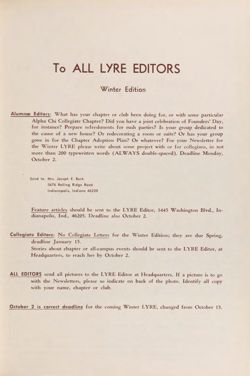 To ALL LYRE EDITORS
Winter Edition
Alumnae Editors: What has your chapter or club been doing for, or with some particular
Alpha Chi Collegiate Chapter? Did you have a joint celebration of Founders' Day,
for instance? Prepare refreshments for rush parties? Is your group dedicated to
the cause of a new house? Or redecorating a room or suite? Or has your group
gone in for the Chapter Adoption Plan? Or whatever? For your Newsletter for
the Winter LYRE please write about some project with or for collegians, in not
more than 200 typewritten words (ALWAYS double-spaced). Deadline Monday,
October 2.
Send to: Mrs. Joseph E.
5676 Rolling Ridge Road
Indianapolis, Indiana 46220
Feature articles should be sent to the LYRE Editor, 3445 Washington Blvd., In-
dianapolis, Ind., 46205. Deadline also October 2.
Collegiate Editors: No Collegiate Letters for the Winter Edition; they are due Spring,
deadline January 15.
Stories about chapter or all-campus events should be sent to the LYRE Editor, at
Headquarters, to reach her by October 2.
ALL EDITORS send all pictures to the LYRE Editor at Headquarters. If a picture is to go
with the Newsletters, please so indicate on back of the photo. Identify all copy
with your name, chapter or club.
October 2 is correct deadline for the coming Winter LYRE, changed from October 15.